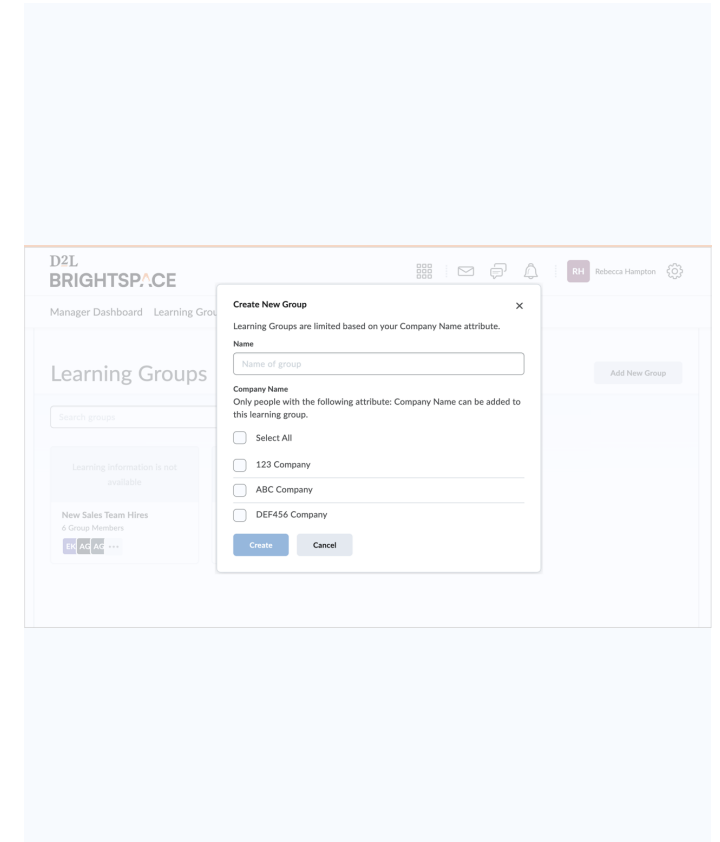 D2L
BRIGHTSPACE
RH Rebecca Hampton
Manager Dashboard Learning Grou
Create New Group
Learning Groups are limited based on your Company Name attribute.
Name
Name of group
Company Name
Only people with the following attribute: Company Name can be added to
this learning group.
Select All
123 Company
ABC Company
DEF456 Company
Create Cancel
Learning Groups
Add New Group
Search groups
Learning information is not
available
New Sales Team Hires
6 Group Members
EK AG AG